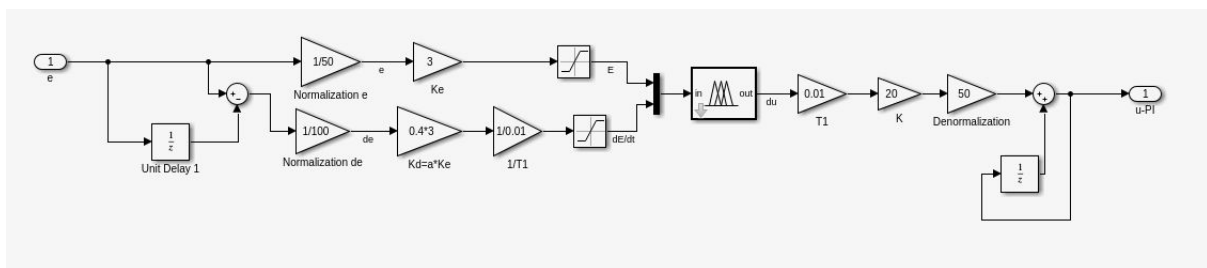 1
e
1/50
Normalization e
e
3
Ke
E
+
-
1
z
Unit Delay 1
1/100
Normalization de
de
0.4*3
Kd=a*Ke
1/0.01
1/T1
dE/dt
in
out
du
0.01
T1
20
K
50
Denormalization
+
+
1
z
1
u-PI